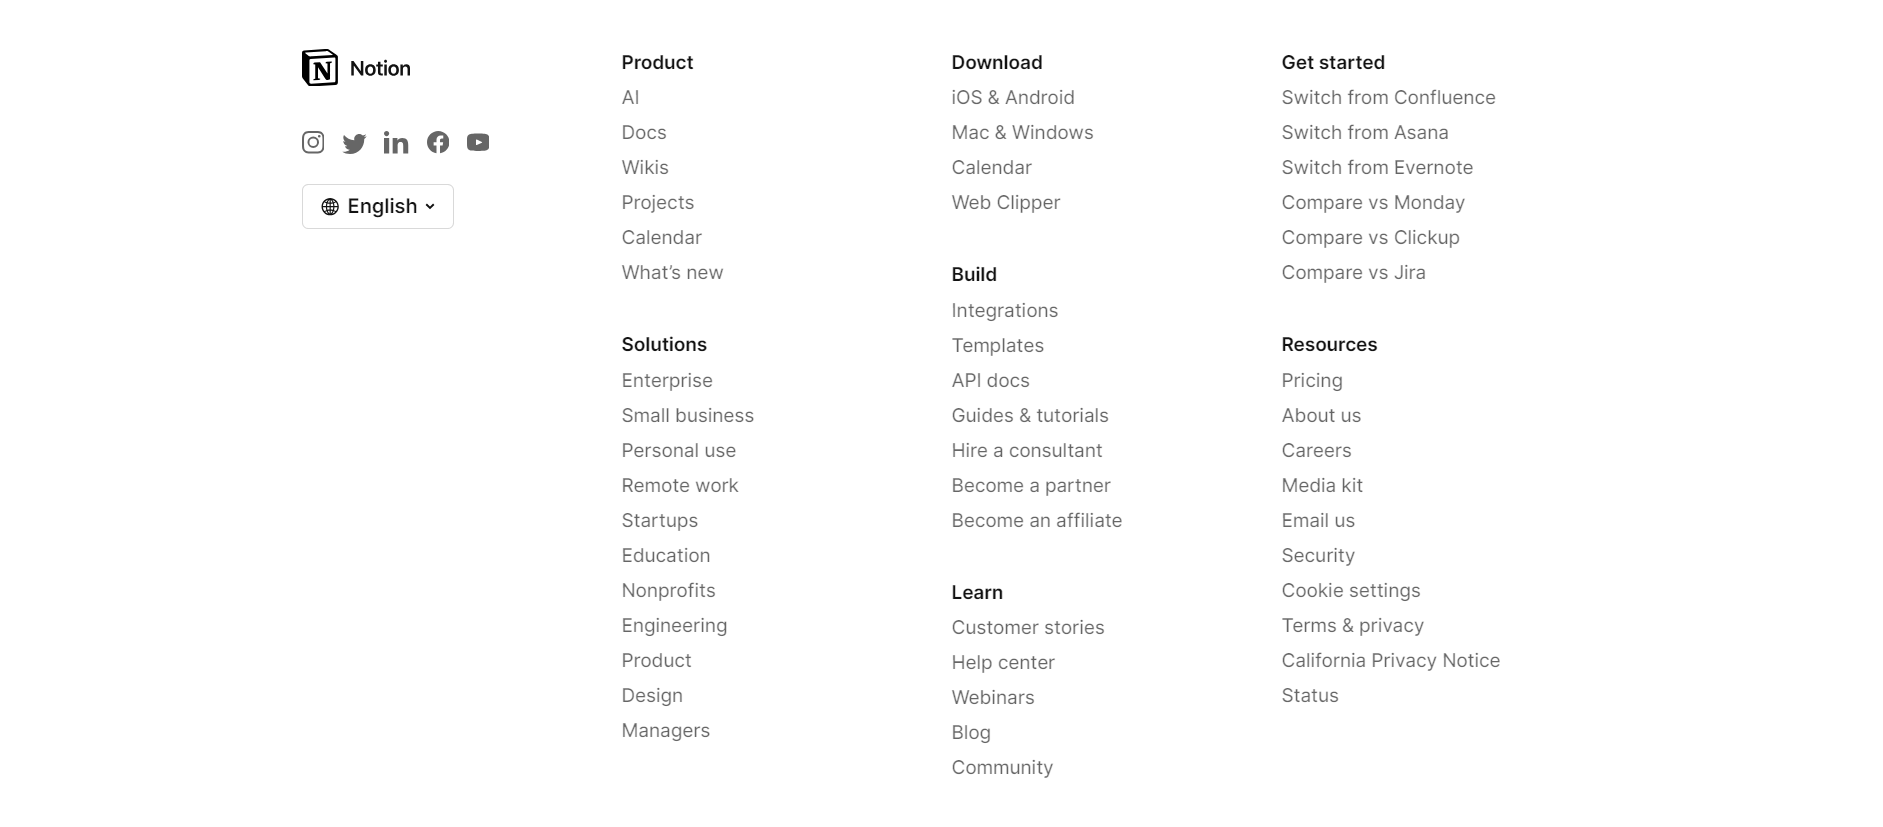 Notion
English
Product
AI
Docs
Wikis
Projects
Calendar
What’s new
Solutions
Enterprise
Small business
Personal use
Remote work
Startups
Education
Nonprofits
Engineering
Product
Design
Managers
Download
iOS & Android
Mac & Windows
Calendar
Web Clipper
Build
Integrations
Templates
API docs
Guides & tutorials
Hire a consultant
Become a partner
Become an affiliate
Learn
Customer stories
Help center
Webinars
Blog
Community
Get started
Switch from Confluence
Switch from Asana
Switch from Evernote
Compare vs Monday
Compare vs Clickup
Compare vs Jira
Resources
Pricing
About us
Careers
Media kit
Email us
Security
Cookie settings
Terms & privacy
California Privacy Notice
Status